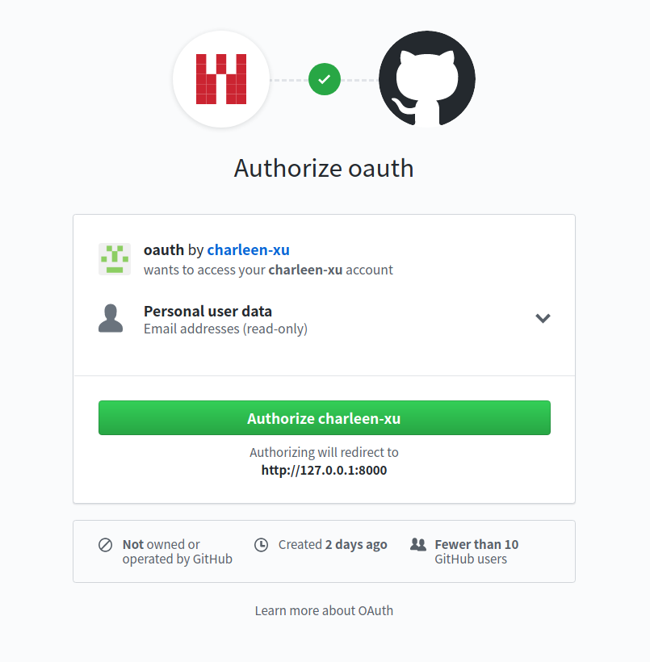 Authorize oauth
oauth by charleen-xu
wants to access your charleen-xu account
Personal user data
Email addresses (read-only)
Authorize charleen-xu
Authorizing will redirect to
http://127.0.0.1:8000
Not owned or
operated by GitHub
Created 2 days ago
Fewer than 10
GitHub users
Learn more about OAuth